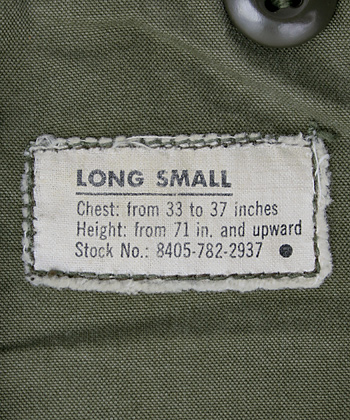 LONG SMALL
Chest: from 33 to 37 inches
Height: from 71 in. and upward
Stock No.: 8405-782-2937 ●